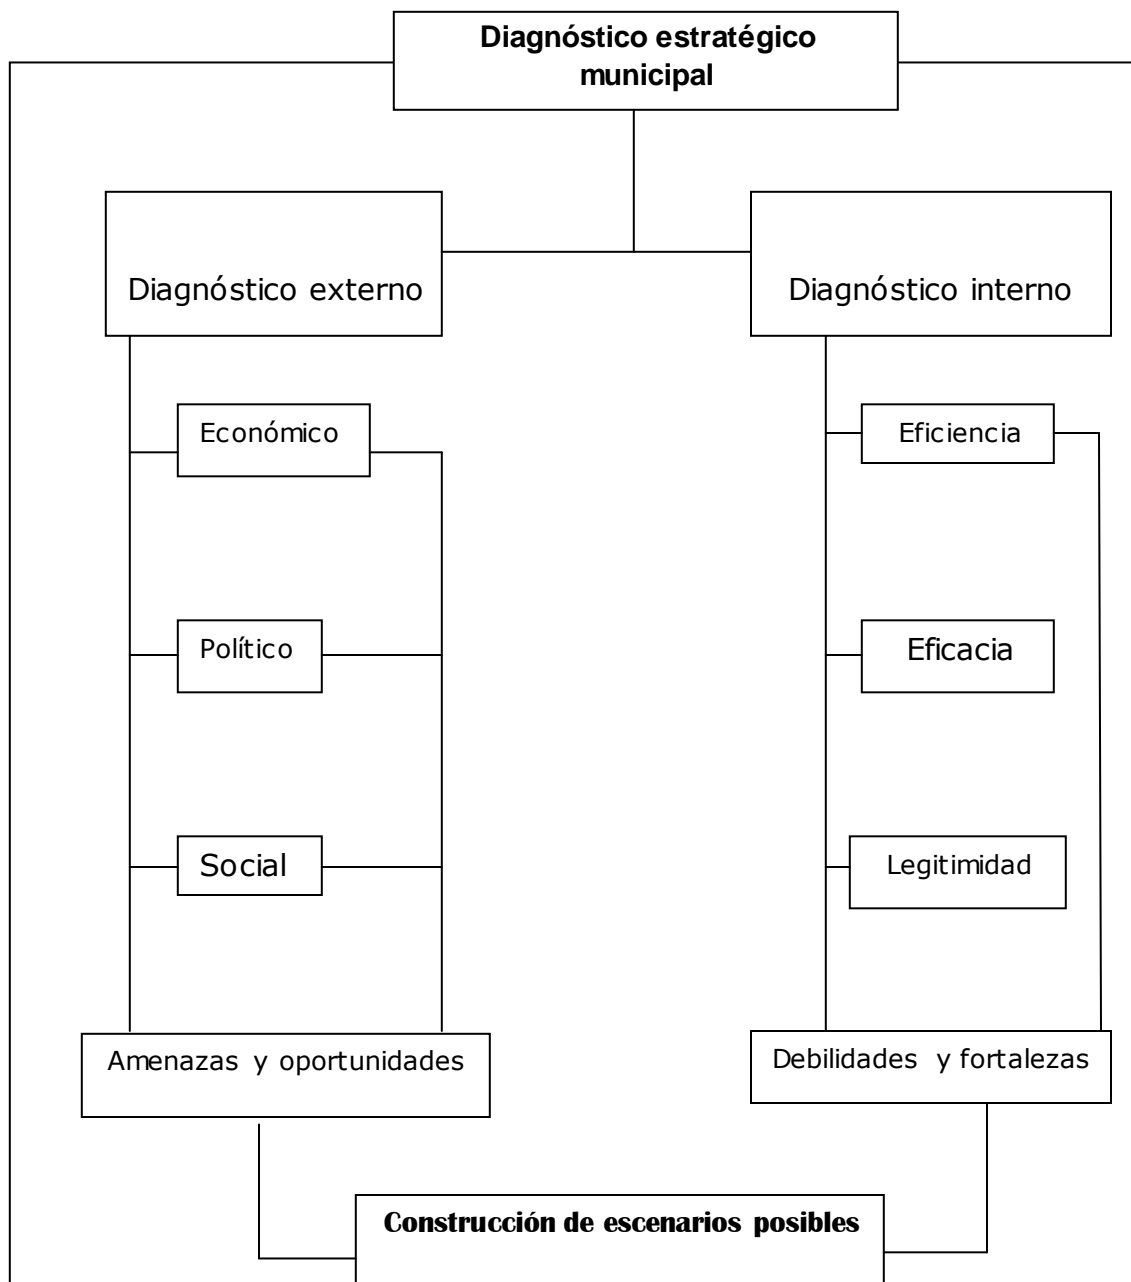 Diagnóstico estratégico
municipal
Diagnóstico externo
Diagnóstico interno
Económico
Eficiencia
Político
Eficacia
Social
Legitimidad
Amenazas y oportunidades
Debilidades y fortalezas
Construcción de escenarios posibles